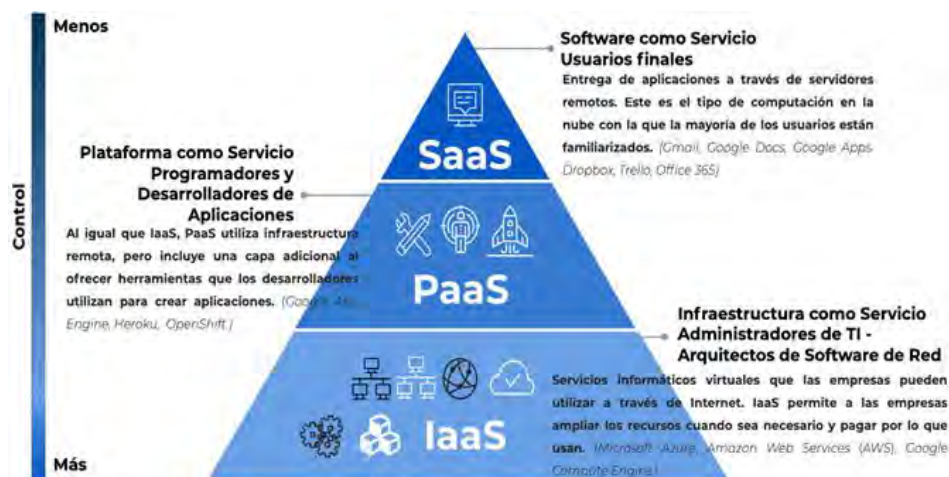 Menos
Control
Más
Software como Servicio
Usuarios finales
Entrega de aplicaciones a través de servidores
remotos. Este es el tipo de computación en la
nube con la que la mayoría de los usuarios están
familiarizados. (Gmail, Google Docs, Google Apps
Dropbox, Trello, Office 365)
SaaS
Plataforma como Servicio
Programadores y
Desarrolladores de
Aplicaciones
Al igual que IaaS, PaaS utiliza infraestructura
remota, pero incluye una capa adicional al
ofrecer herramientas que los desarrolladores
utilizan para crear aplicaciones. (Google App
Engine, Heroku, OpenShift.)
PaaS
Infraestructura como Servicio
Administradores de TI -
Arquitectos de Software de Red
Servicios informáticos virtuales que las empresas pueden
utilizar a través de Internet. IaaS permite a las empresas
ampliar los recursos cuando sea necesario y pagar por lo que
usan. (Microsoft Azure, Amazon Web Services (AWS), Google
Compute Engine)
IaaS